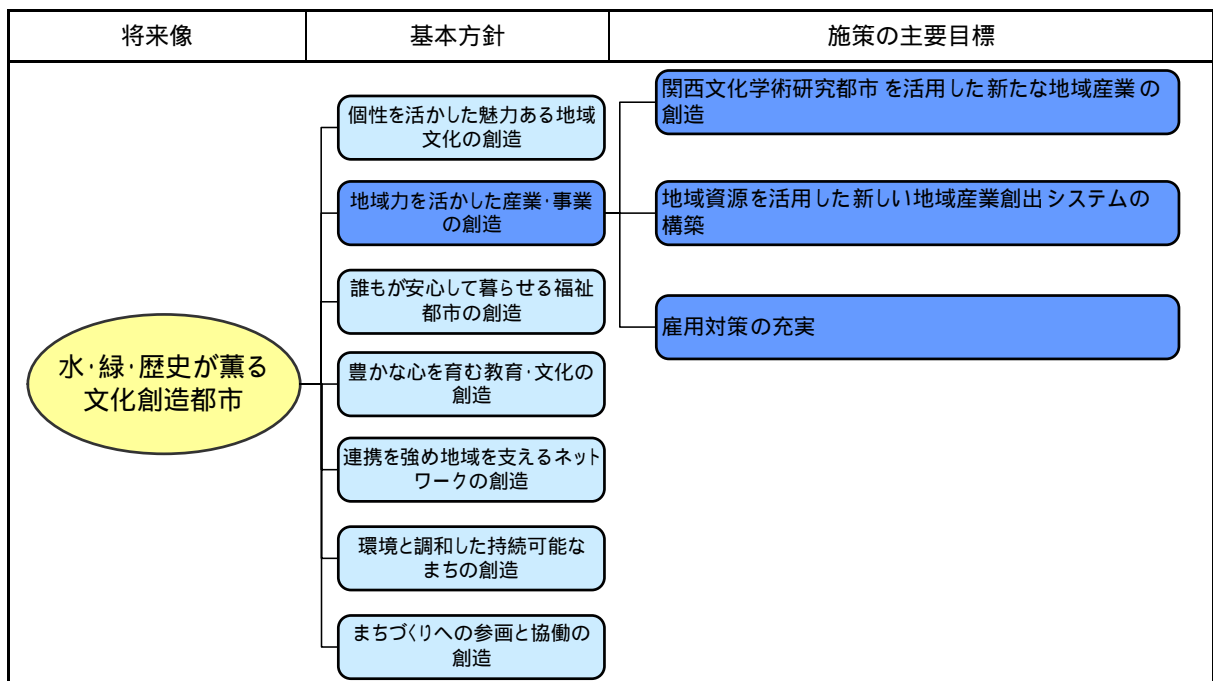 将来像
基本方針
施策の主要目標
水・緑・歴史が薫る
文化創造都市
個性を活かした魅力ある地域
文化の創造
地域力を活かした産業・事業
の創造
誰もが安心して暮らせる福祉
都市の創造
豊かな心を育む教育・文化の
創造
連携を強め地域を支えるネット
ワークの創造
環境と調和した持続可能な
まちの創造
まちづくりへの参画と協働の
創造
関西文化学術研究都市を活用した新たな地域産業の
創造
地域資源を活用した新しい地域産業創出システムの
構築
雇用対策の充実